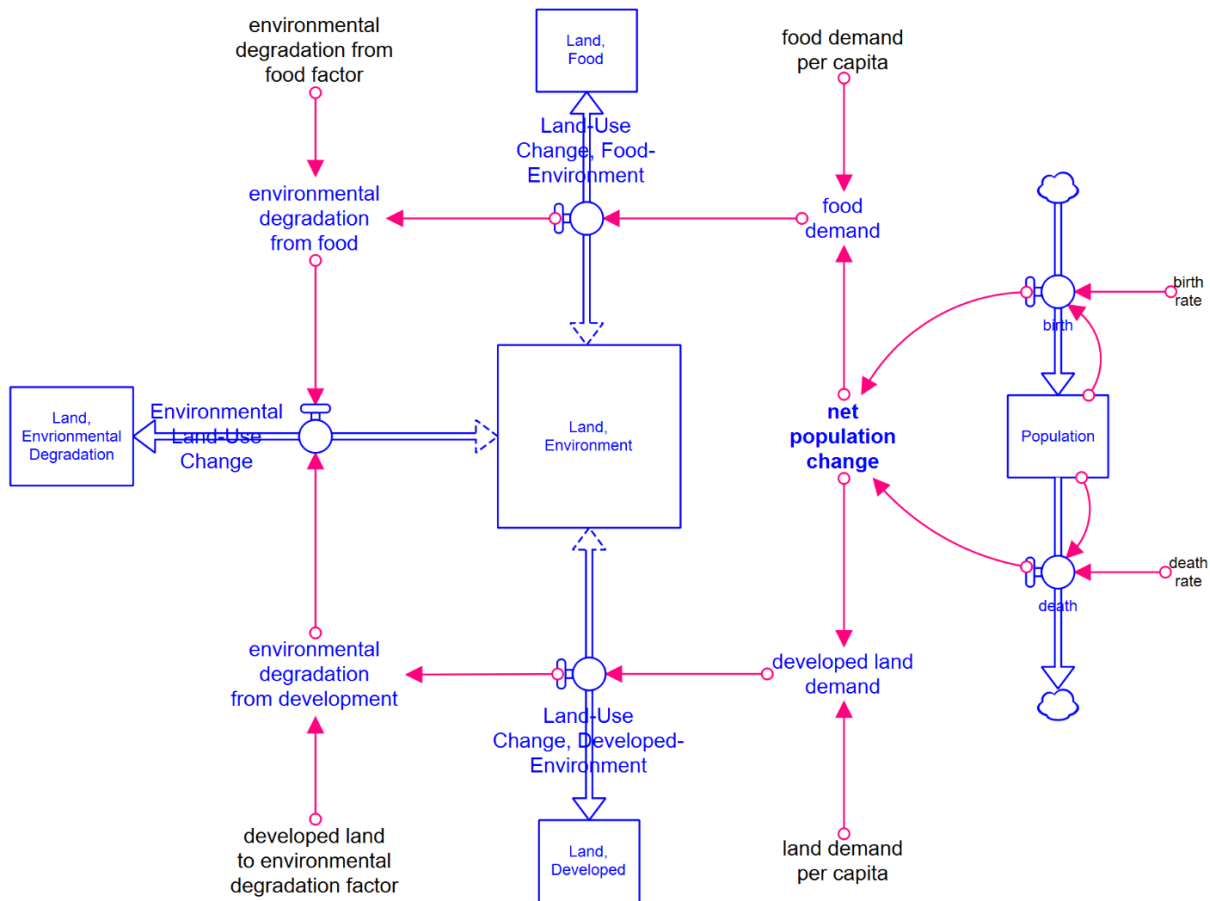 environmental
degradation from
food factor
Land,
Food
food demand
per capita
Land-Use
Change, Food-
Environment
environmental
degradation
from food
food
demand
birth
rate
birth
Land,
Envrionmental
Degradation
Environmental
Land-Use
Change
Land,
Environment
net
population
change
Population
death
rate
death
environmental
degradation
from development
developed land
demand
Land-Use
Change, Developed-
Environment
developed land
to environmental
degradation factor
Land,
Developed
land demand
per capita